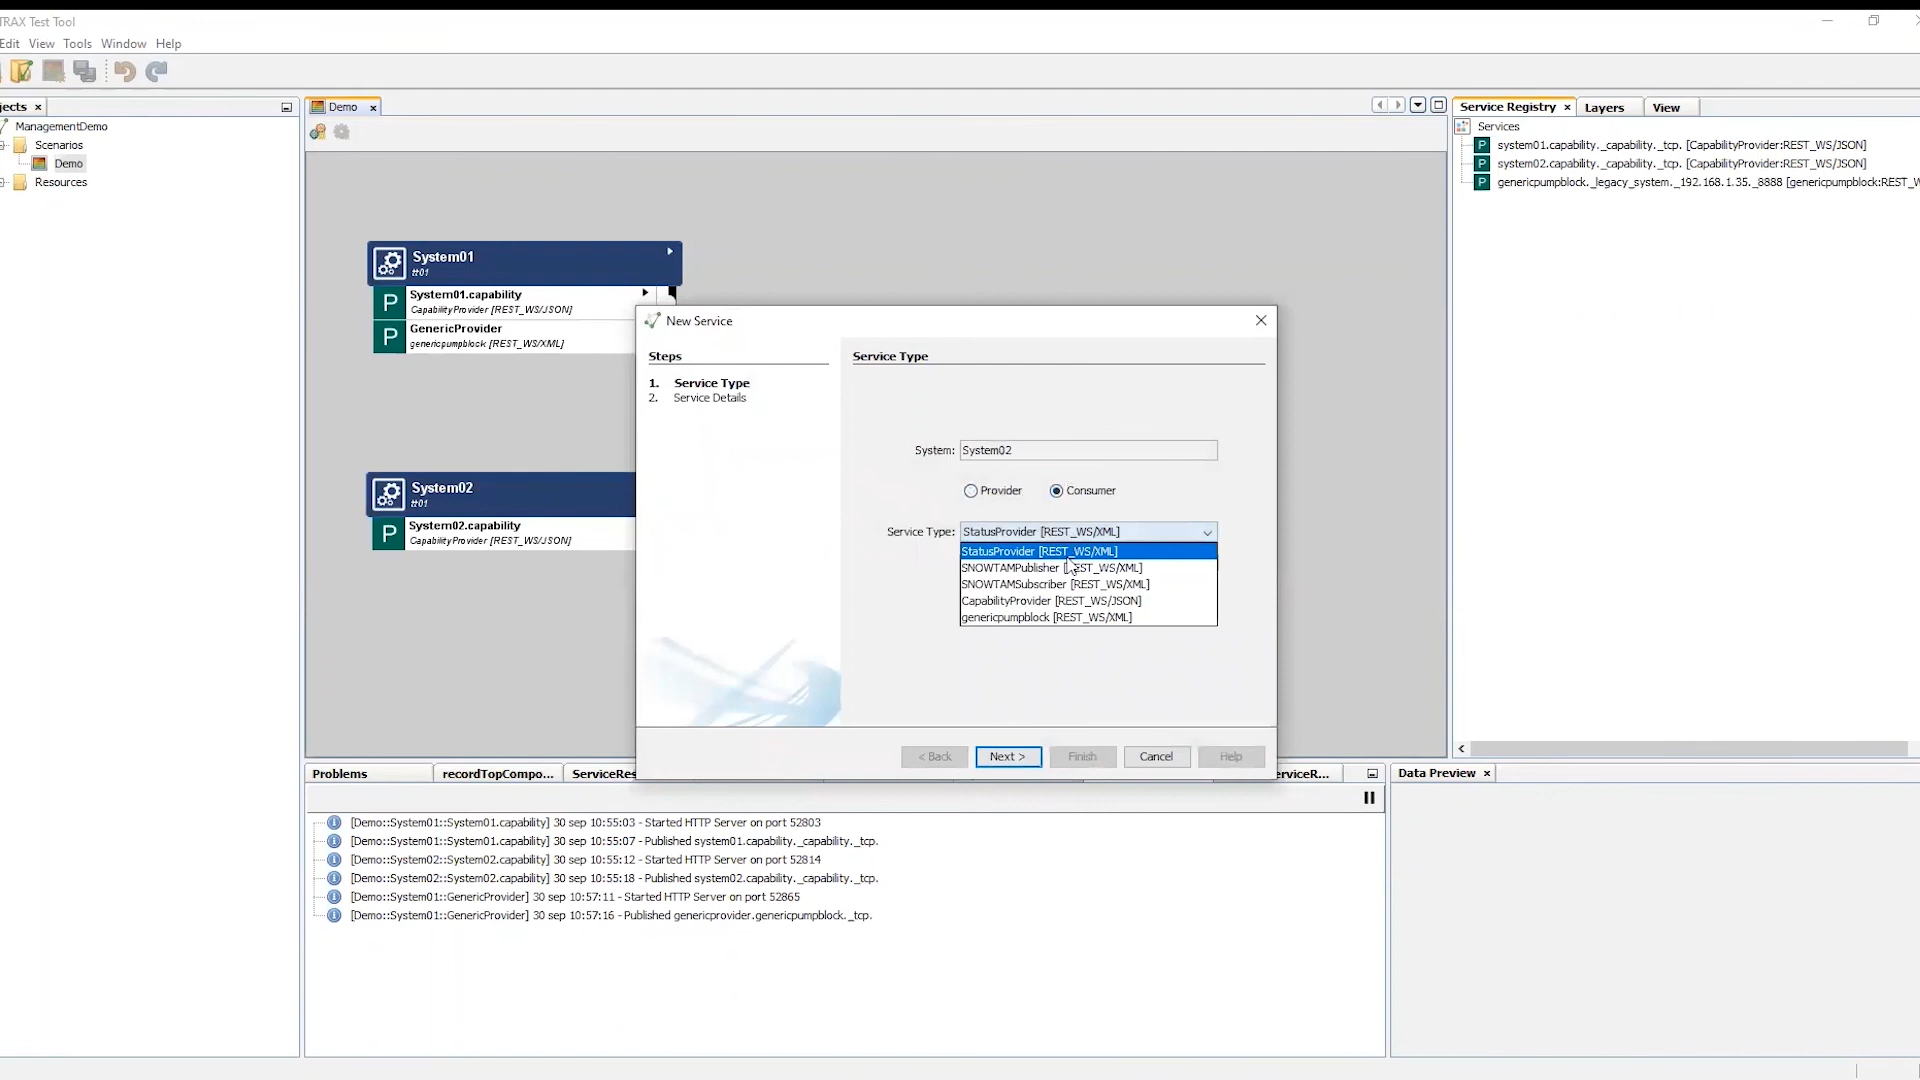 TRAX Test Tool
Edit View Tools Window Help
jects ×
ManagementDemo
Scenarios
Demo
Resources
Demo ×
System01
#01
P System01.capability
CapabilityProvider [REST_WS/JSON]
P GenericProvider
genericpumpblock [REST_WS/XML]
System02
#01
P System02.capability
CapabilityProvider [REST_WS/JSON]
New Service
Steps
1. Service Type
2. Service Details
Service Type
System: System02
Provider Consumer
Service Type: StatusProvider [REST_WS/XML]
StatusProvider [REST_WS/XML]
SNOWTAMPublisher [REST_WS/XML]
SNOWTAMSubscriber [REST_WS/XML]
CapabilityProvider [REST_WS/JSON]
genericpumpblock [REST_WS/XML]
< Back Next > Finish Cancel Help
Service Registry × Layers View
Services
P system01.capability._capability._tcp. [CapabilityProvider:REST_WS/JSON]
P system02.capability._capability._tcp. [CapabilityProvider:REST_WS/JSON]
P genericpumpblock._legacy_system._192.168.1.35._8888 [genericpumpblock:REST_W
Problems recordTopCompo... ServiceRes erviceR...
[Demo::System01::System01.capability] 30 sep 10:55:03 - Started HTTP Server on port 52803
[Demo::System01::System01.capability] 30 sep 10:55:07 - Published system01.capability._capability._tcp.
[Demo::System02::System02.capability] 30 sep 10:55:12 - Started HTTP Server on port 52814
[Demo::System02::System02.capability] 30 sep 10:55:18 - Published system02.capability._capability._tcp.
[Demo::System01::GenericProvider] 30 sep 10:57:11 - Started HTTP Server on port 52865
[Demo::System01::GenericProvider] 30 sep 10:57:16 - Published genericprovider.genericpumpblock._tcp.
Data Preview ×